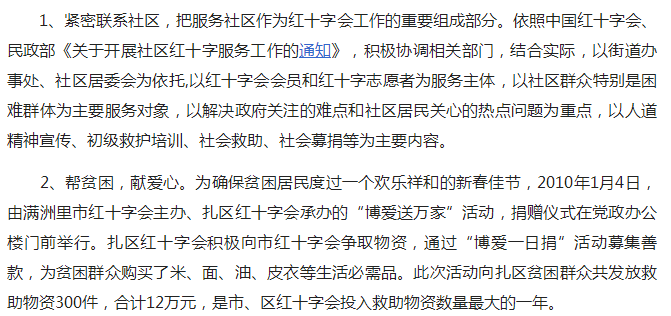 1、紧密联系社区，把服务社区作为红十字会工作的重要组成部分。依照中国红十字会、
民政部《关于开展社区红十字服务工作的通知》，积极协调相关部门，结合实际，以街道办
事处、社区居委会为依托,以红十字会会员和红十字志愿者为服务主体，以社区群众特别是困
难群体为主要服务对象，以解决政府关注的难点和社区居民关心的热点问题为重点，以人道
精神宣传、初级救护培训、社会救助、社会募捐等为主要内容。
2、帮贫困，献爱心。为确保贫困居民度过一个欢乐祥和的新春佳节，2010年1月4日，
由满洲里市红十字会主办、扎区红十字会承办的“博爱送万家”活动，捐赠仪式在党政办公
楼门前举行。扎区红十字会积极向市红十字会争取物资，通过“博爱一日捐”活动募集善
款，为贫困群众购买了米、面、油、皮衣等生活必需品。此次活动向扎区贫困群众共发放救
助物资300件，合计12万元，是市、区红十字会投入救助物资数量最大的一年。